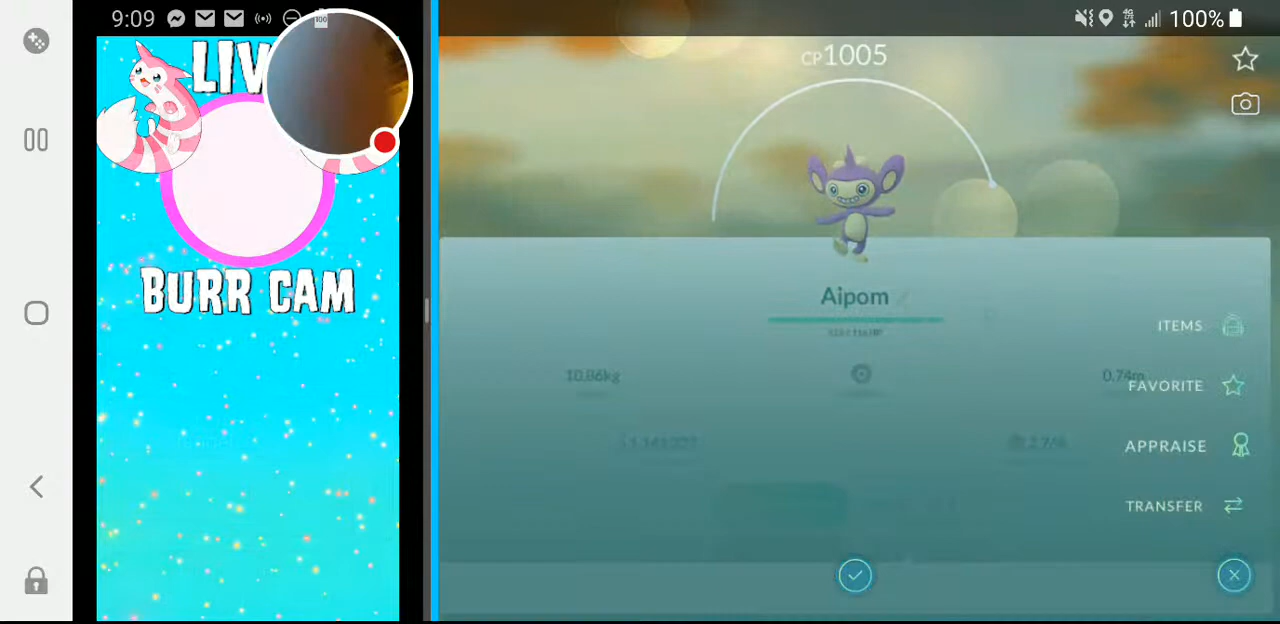 9:09
100%
LIV
BURR CAM
CP1005
Aipom
10.86kg
0.74m
ITEMS
FAVORITE
APPRAISE
TRANSFER